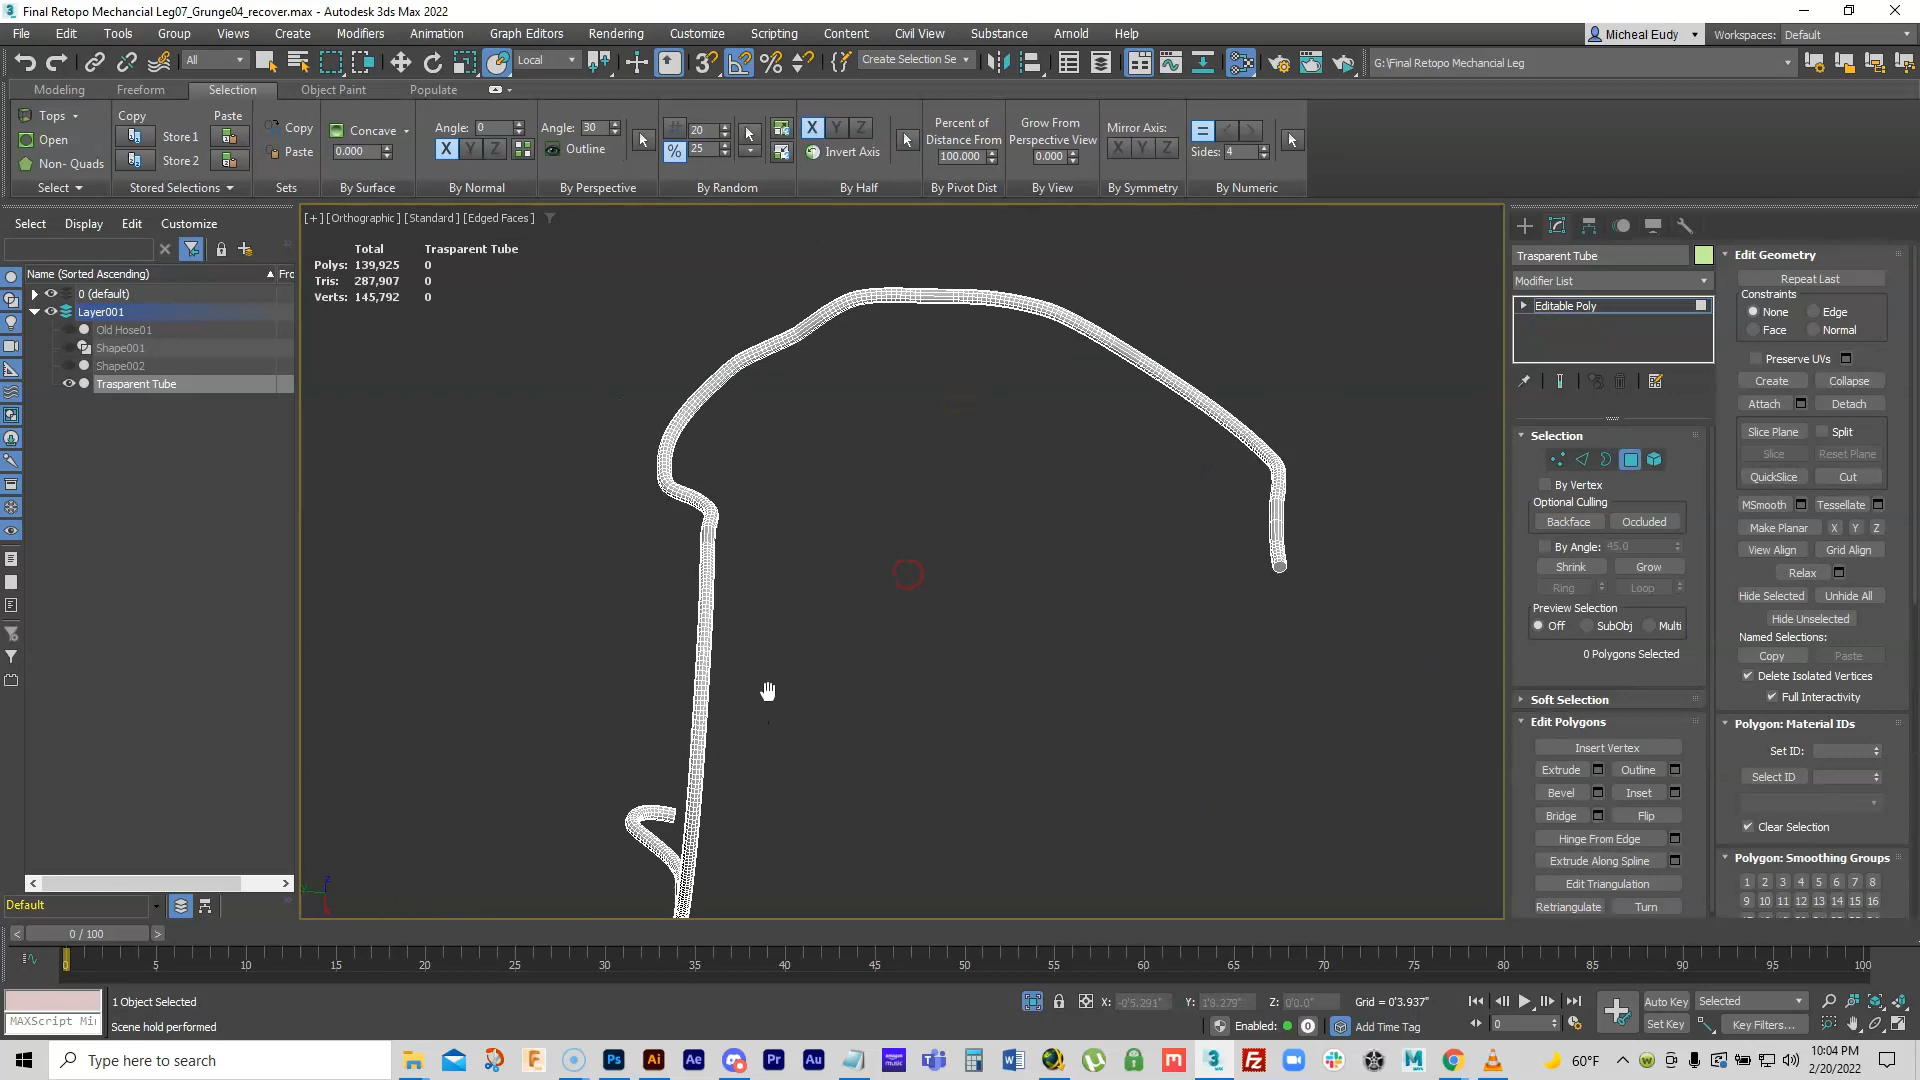 Final Retopo Mechancial Leg07_Grunge04_recover.max - Autodesk 3ds Max 2022
File Edit Tools Group Views Create Modifiers Animation Graph Editors Rendering Customize Scripting Content Civil View Substance Arnold Help
Micheal Eudy Workspaces: Default
All Local Create Selection Se G:\Final Retopo Mechancial Leg
Modeling Freeform Selection Object Paint Populate
Tops Copy Paste Copy Concave Angle: 0 Angle: 30 20 X Y Z Percent of Grow From Mirror Axis:
Open Store 1 Paste 0.000 X Y Z Outline % 25 Invert Axis Distance From Perspective View X Y Z Sides: 4
Non- Quads Store 2 100.000 0.000
Select Stored Selections Sets By Surface By Normal By Perspective By Random By Half By Pivot Dist By View By Symmetry By Numeric
Select Display Edit Customize
Name (Sorted Ascending) Fro
0 (default)
Layer001
Old Hose01
Shape001
Shape002
Trasparent Tube
Default
[+] [Orthographic] [Standard] [Edged Faces]
Total Trasparent Tube
Polys: 139,925 0
Tris: 287,907 0
Verts: 145,792 0
Trasparent Tube
Modifier List
Editable Poly
Selection
By Vertex
Optional Culling
Backface Occluded
By Angle: 45.0
Shrink Grow
Ring Loop
Preview Selection
Off SubObj Multi
0 Polygons Selected
Soft Selection
Edit Polygons
Insert Vertex
Extrude Outline
Bevel Inset
Bridge Flip
Hinge From Edge
Extrude Along Spline
Edit Triangulation
Retriangulate Turn
Edit Geometry
Repeat Last
Constraints
None Edge
Face Normal
Preserve UVs
Create Collapse
Attach Detach
Slice Plane Split
Slice Reset Plane
QuickSlice Cut
MSmooth Tessellate
Make Planar X Y Z
View Align Grid Align
Relax
Hide Selected Unhide All
Hide Unselected
Named Selections:
Copy Paste
Delete Isolated Vertices
Full Interactivity
Polygon: Material IDs
Set ID:
Select ID
Clear Selection
Polygon: Smoothing Groups
1 2 3 4 5 6 7 8
9 10 11 12 13 14 15 16
0 / 100
0 5 10 15 20 25 30 35 40 45 50 55 60 65 70 75 80 85 90 95 100
1 Object Selected X: -0'5.291" Y: 1'8.279" Z: 0'0.0" Grid = 0'3.937" Auto Key Selected
MAXScript Mi Scene hold performed Enabled: 0 Add Time Tag 0 Set Key Key Filters...
Type here to search 60°F 10:04 PM
2/20/2022